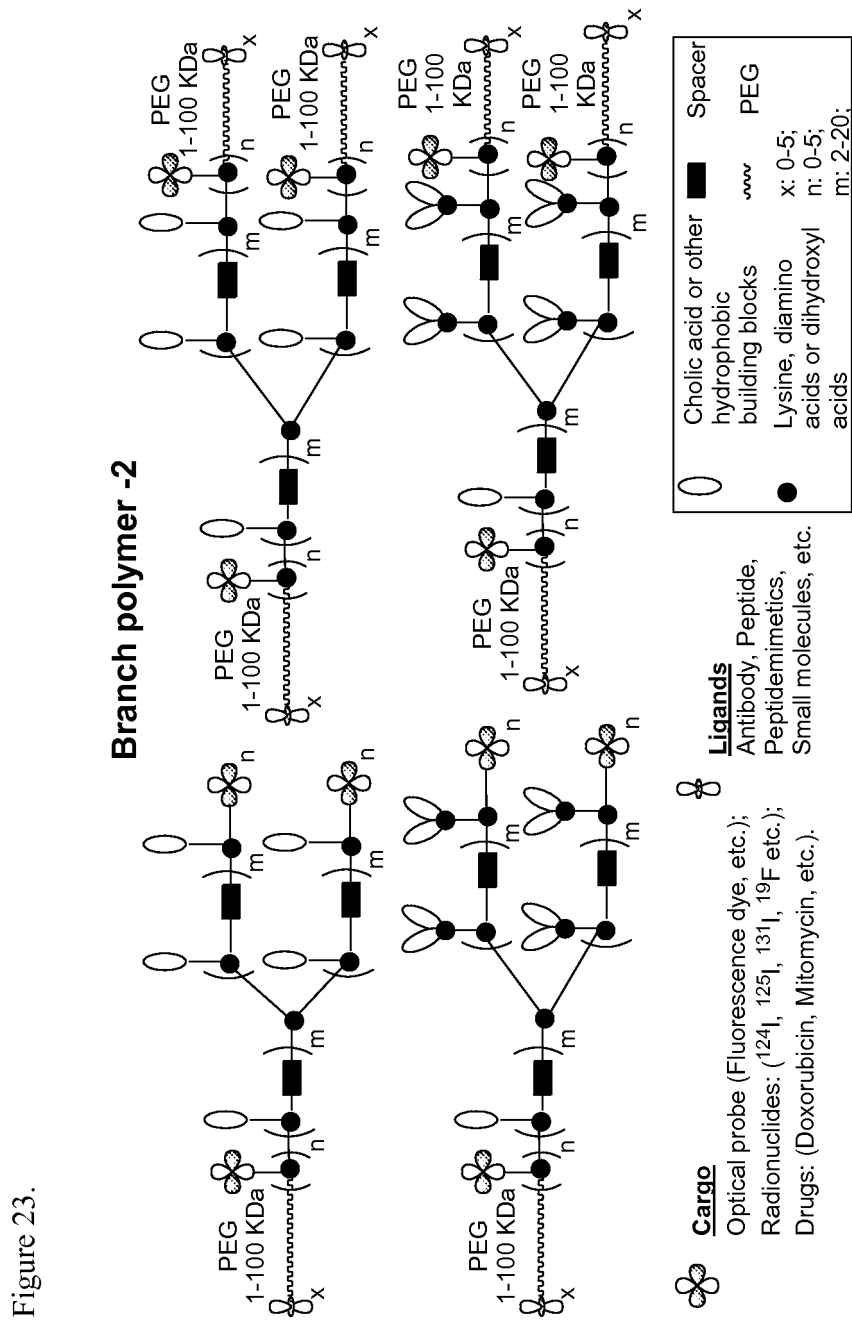 Figure 23.
Branch polymer -2
PEG
1-100 KDa
x
n
m
n
n
m
PEG
1-100 KDa
x
n
m
PEG
1-100 KDa
n
x
m
PEG
1-100 KDa
n
x
m
PEG
1-100 KDa
x
n
m
n
m
n
m
PEG
1-100 KDa
x
n
m
PEG
1-100
KDa
n
x
m
PEG
1-100
KDa
n
x
m
Cargo
Optical probe (Fluorescence dye, etc.);
Radionuclides: (124I, 125I, 131I, 19F etc.);
Drugs: (Doxorubicin, Mitomycin, etc.).
Ligands
Antibody, Peptide,
Peptidemimetics,
Small molecules, etc.
Cholic acid or other
hydrophobic
building blocks
Lysine, diamino
acids or dihydroxyl
acids
Spacer
PEG
x: 0-5;
n: 0-5;
m: 2-20;